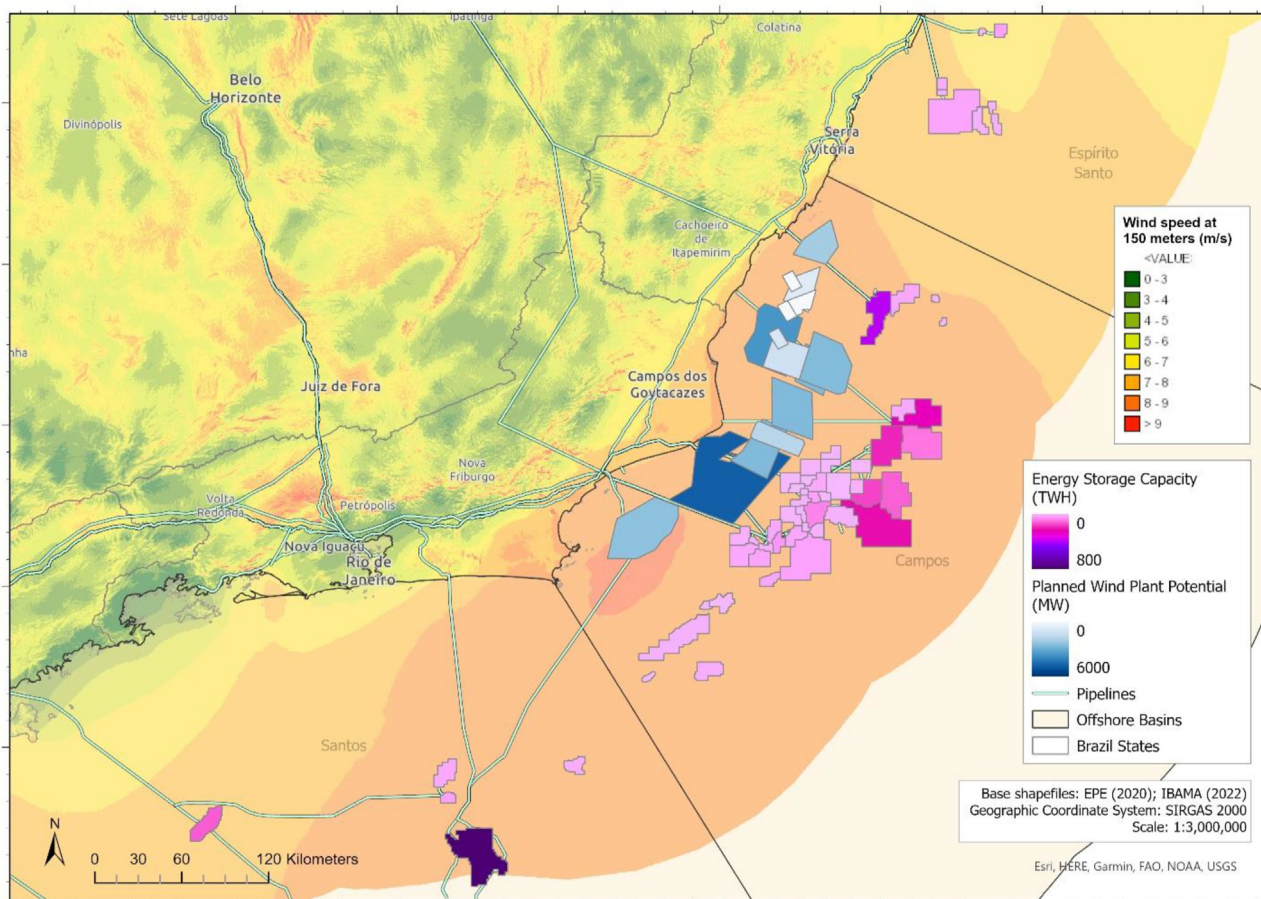 Sete Lagoas
Ipatinga
Colatina
Belo
Horizonte
Divinópolis
Serra
Vitória
Espírito
Santo
Cachoeiro
de
Itapemirim
nha
Juiz de Fora
Campos dos
Goytacazes
Nova
Friburgo
Volta
Redonda
Petrópolis
Nova Iguaçu
Rio de
Janeiro
Campos
Santos
Wind speed at
150 meters (m/s)
<VALUE>
0 - 3
3 - 4
4 - 5
5 - 6
6 - 7
7 - 8
8 - 9
> 9
Energy Storage Capacity
(TWH)
0
800
Planned Wind Plant Potential
(MW)
0
6000
Pipelines
Offshore Basins
Brazil States
Base shapefiles: EPE (2020); IBAMA (2022)
Geographic Coordinate System: SIRGAS 2000
Scale: 1:3,000,000
Esri, HERE, Garmin, FAO, NOAA, USGS
N
0 30 60 120 Kilometers